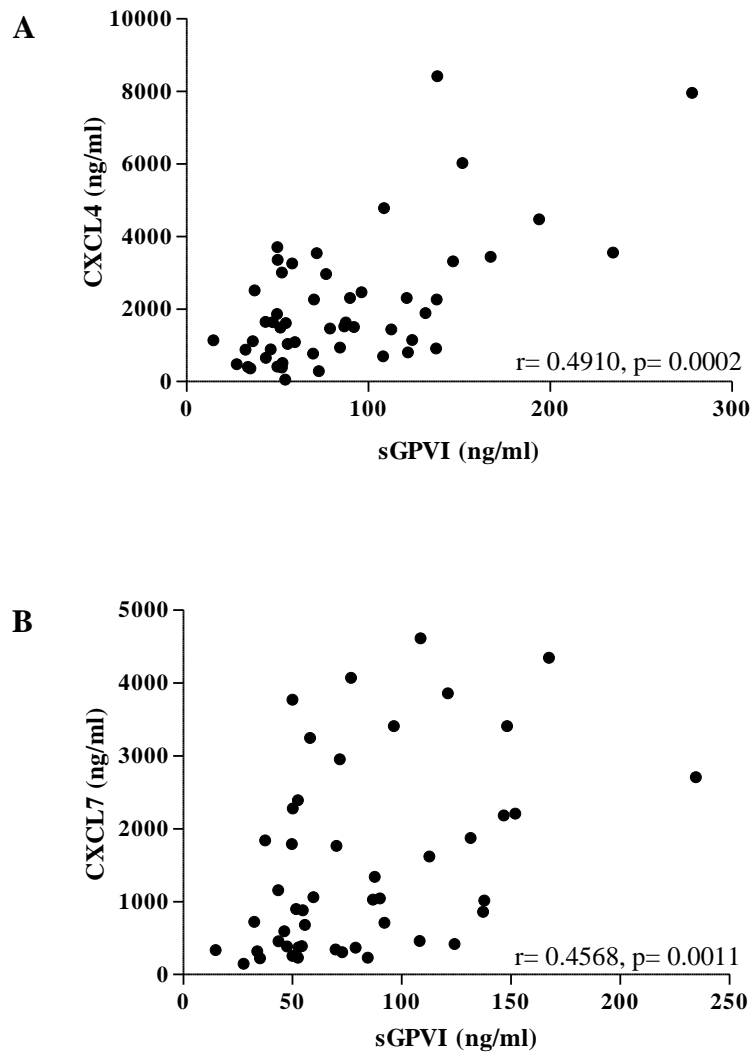 A
10000
8000
6000
4000
2000
0
CXCL4 (ng/ml)
0 100 200 300
r= 0.4910, p= 0.0002
sGPVI (ng/ml)
B
5000
4000
3000
2000
1000
0
CXCL7 (ng/ml)
0 50 100 150 200 250
r= 0.4568, p= 0.0011
sGPVI (ng/ml)